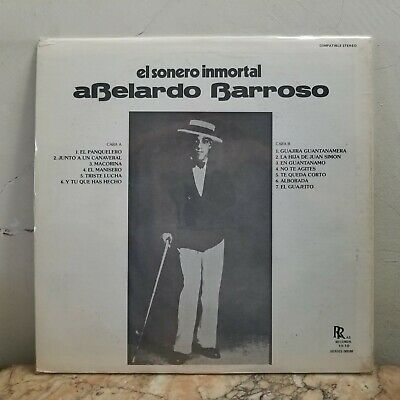 COMPATIBLE STEREO
el sonero inmortal
aBelardo Barroso
CARA A
1. EL PANQUELERO
2. JUNTO A UN CANAVERAL
3. MACORINA
4. EL MANISERO
5. TRISTE LUCHA
6. Y TU QUE HAS HECHO
CARA B
1. GUAJIRA GUANTANAMERA
2. LA HIJA DE JUAN SIMON
3. EN GUANTANAMO
4. NO TE AGITES
5. TE QUEDA CORTO
6. ALBORADA
7. EL GUAJEITO
RECORDS